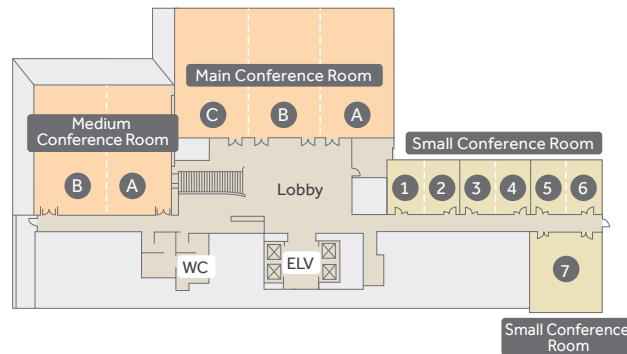 Main Conference Room
C
B
A
Medium
Conference Room
B
A
Small Conference Room
1
2
3
4
5
6
Lobby
WC
ELV
7
Small Conference
Room